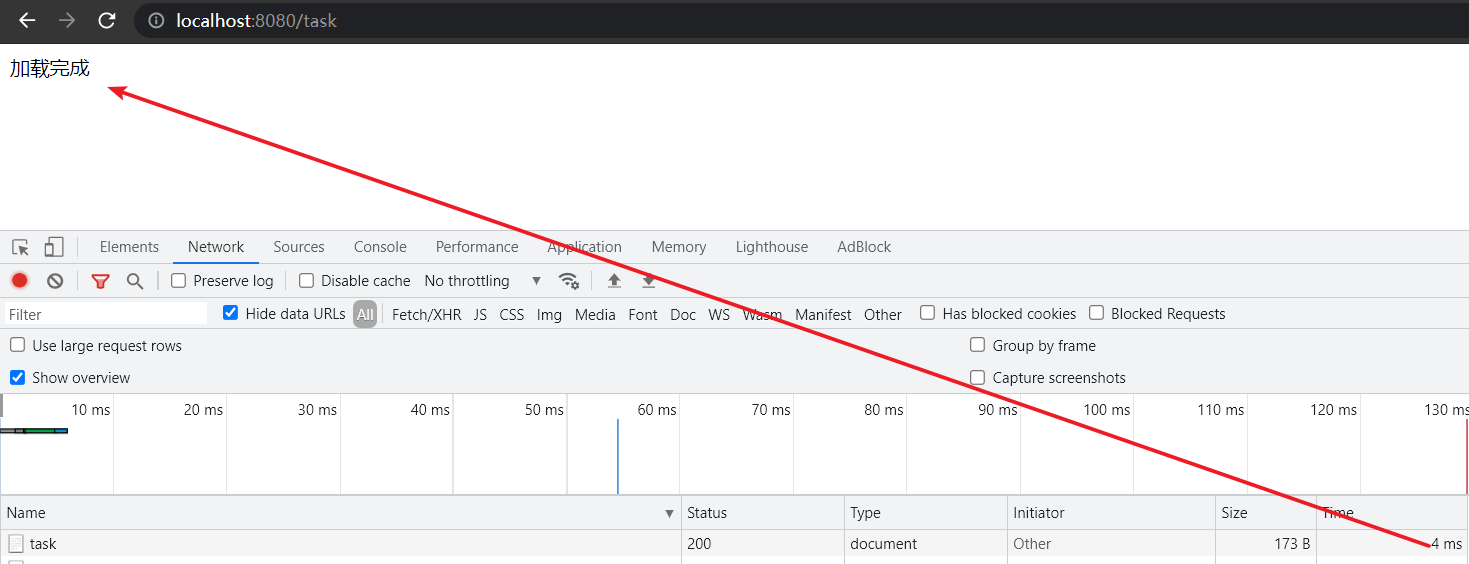 localhost:8080/task
加载完成
Elements Network Sources Console Performance Application Memory Lighthouse AdBlock
Preserve log Disable cache No throttling
Filter Hide data URLs All Fetch/XHR JS CSS Img Media Font Doc WS Wasm Manifest Other Has blocked cookies Blocked Requests
Use large request rows Group by frame
Show overview Capture screenshots
10 ms 20 ms 30 ms 40 ms 50 ms 60 ms 70 ms 80 ms 90 ms 100 ms 110 ms 120 ms 130 ms
Name Status Type Initiator Size Time
task 200 document Other 173 B 4 ms